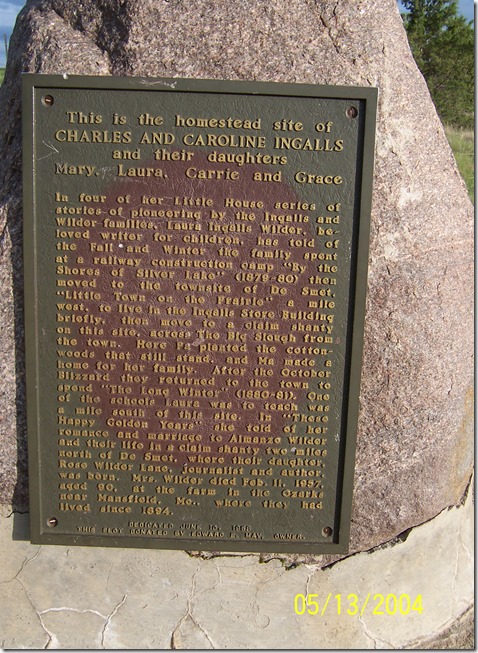 This is the homestead site of
CHARLES AND CAROLINE INGALLS
and their daughters
Mary, Laura, Carrie and Grace
In four of her Little House series of
stories of pioneering by the Ingalls and
Wilder families, Laura Ingalls Wilder, be-
loved writer for children, has told of
the Fall and Winter the family spent
at a railway construction camp "By the
Shores of Silver Lake" (1879-80) then
moved to the townsite of De Smet,
"Little Town on the Prairie" a mile
west, to live in the Ingalls Store Building
briefly, then move to a claim shanty
on this site, across The Big Slough from
the town. Here Pa planted the cotton-
woods that still stand, and Ma made a
home for her family. After the October
Blizzard they returned to the town to
spend "The Long Winter" (1880-81). One
of the schools Laura was to teach was
a mile south of this site. In "These
Happy Golden Years" she told of her
romance and marriage to Almanzo Wilder
and their life in a claim shanty two miles
north of De Smet, where their daughter,
Rose Wilder Lane, journalist and author,
was born. Mrs. Wilder died Feb. 11, 1957,
aged 90, at the farm in the Ozarks
near Mansfield, Mo., where they had
lived since 1894.
DEDICATED JUNE 10,
THIS PLOT DONATED BY EDWARD F. MAY, OWNER.
05/13/2004